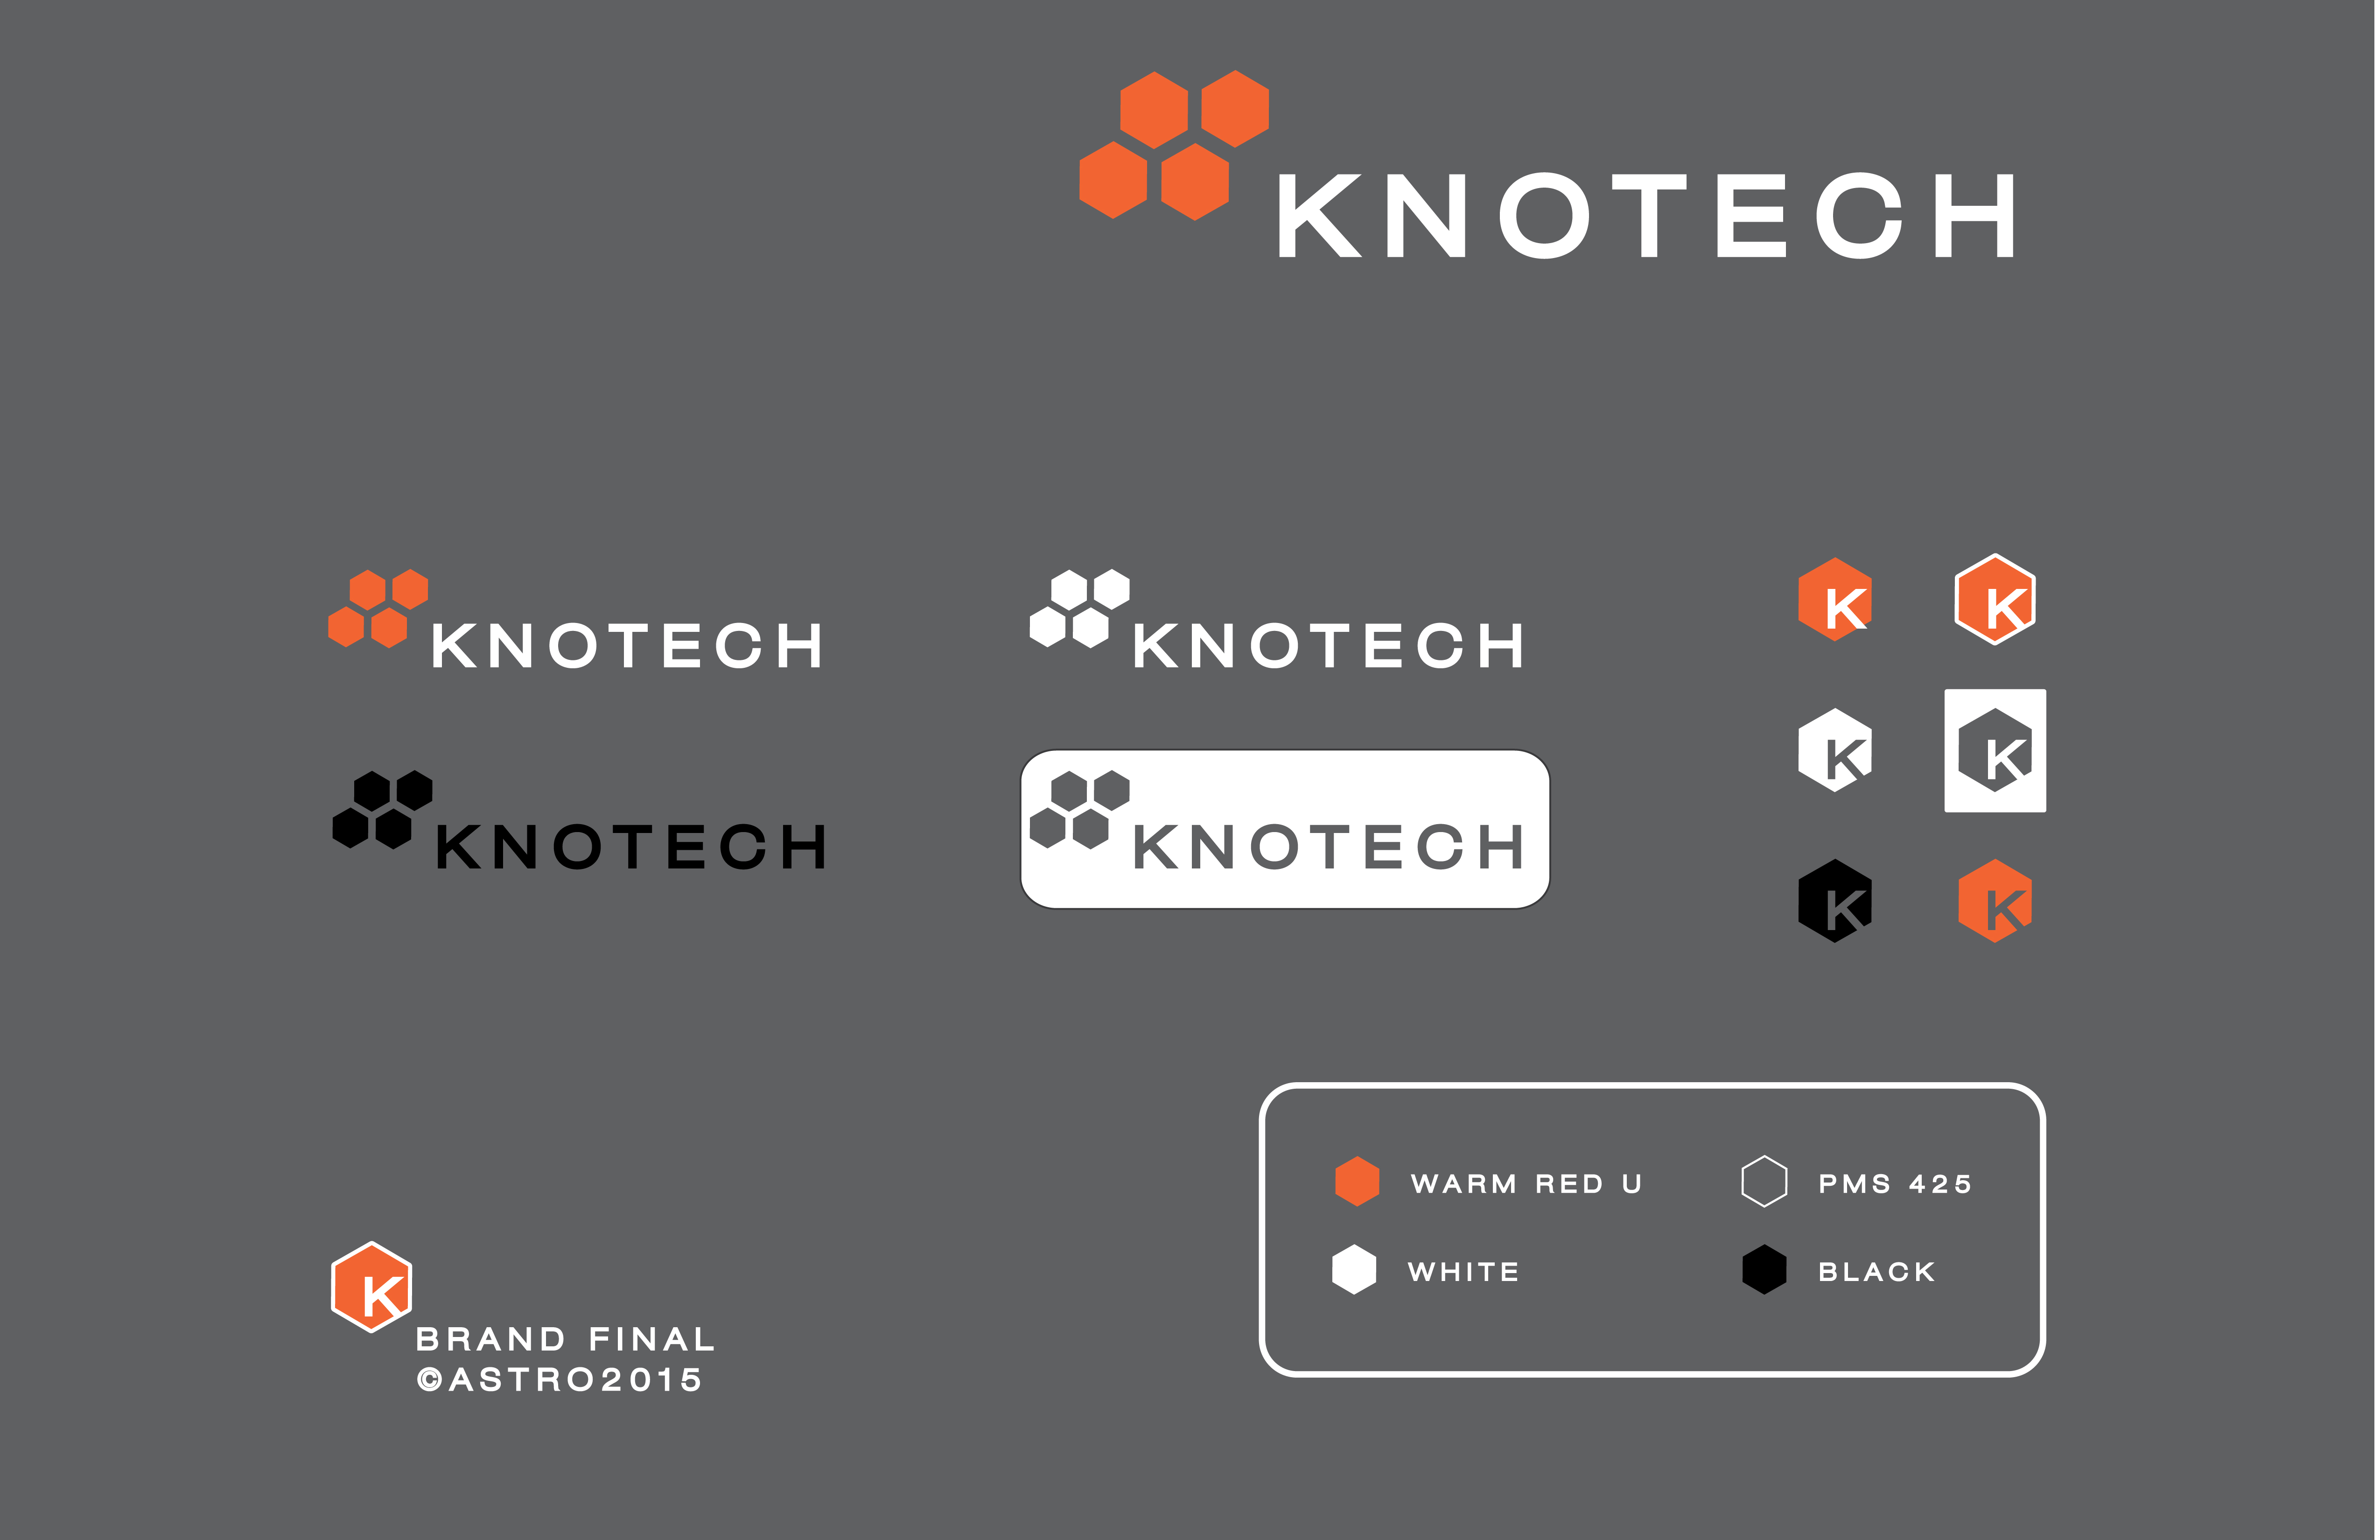 KNOTECH
KNOTECH
KNOTECH
K
K
K
K
KNOTECH
KNOTECH
K
K
WARM RED U
PMS 425
WHITE
BLACK
K
BRAND FINAL
©ASTRO2015